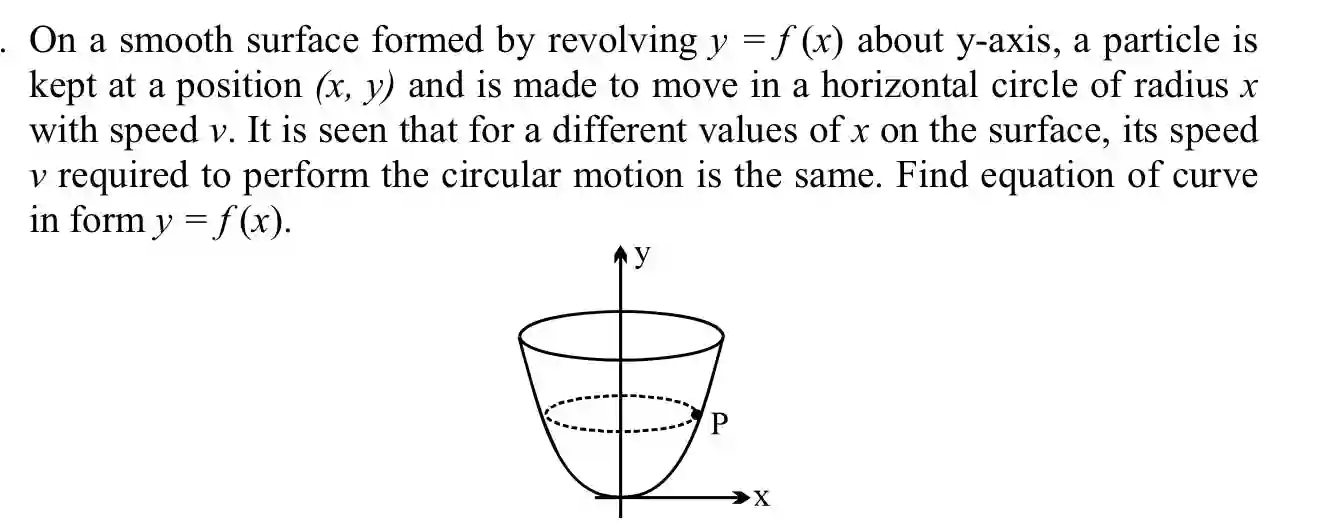 . On a smooth surface formed by revolving y = f (x) about y-axis, a particle is
kept at a position (x, y) and is made to move in a horizontal circle of radius x
with speed v. It is seen that for a different values of x on the surface, its speed
v required to perform the circular motion is the same. Find equation of curve
in form y = f (x).
y
P
x